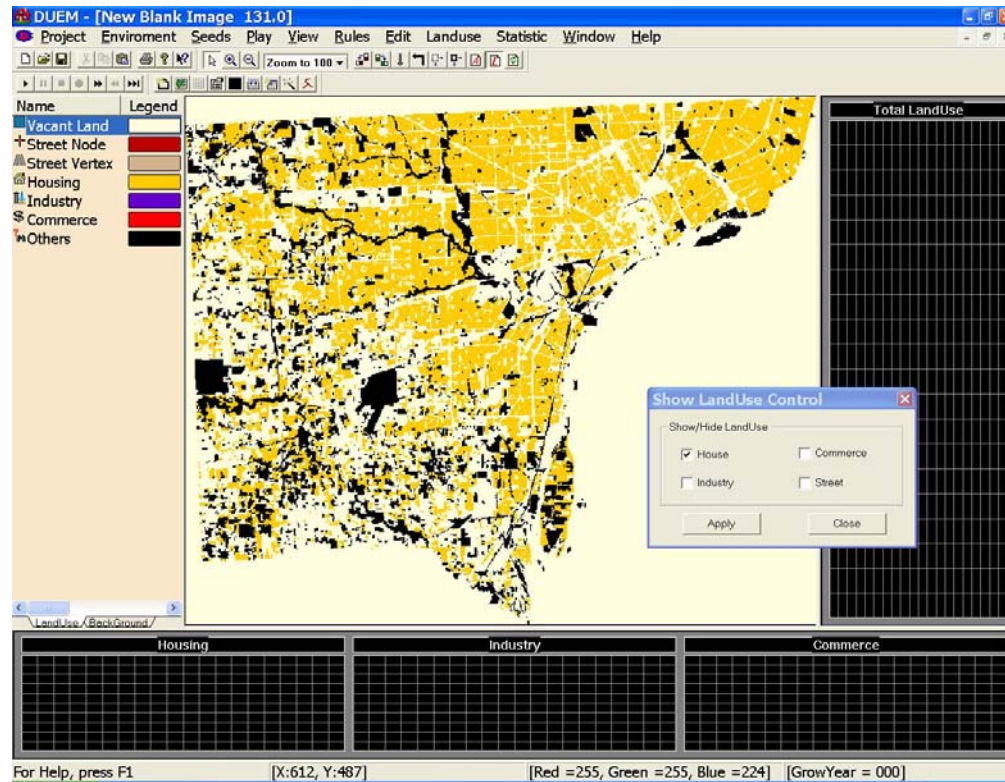 DUEM - [New Blank Image 131.0]
Project Enviroment Seeds Play View Rules Edit Landuse Statistic Window Help
Zoom to 100
Name Legend
Vacant Land
Street Node
Street Vertex
Housing
Industry
Commerce
Others
Total LandUse
Show LandUse Control
Show/Hide LandUse
House Commerce
Industry Street
Apply Close
LandUse BackGround
Housing Industry Commerce
For Help, press F1 [X:612, Y:487] [Red =255, Green =255, Blue =224] [GrowYear = 000]